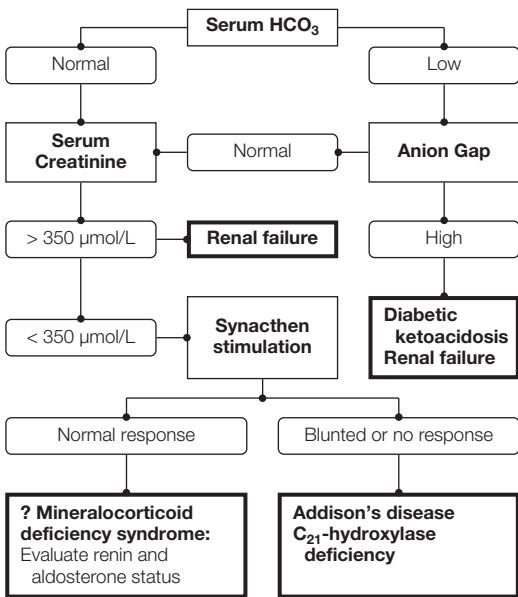 Serum HCO₃
Normal
Low
Serum
Creatinine
Normal
Anion Gap
> 350 μmol/L
Renal failure
High
< 350 μmol/L
Synacthen
stimulation
Diabetic
ketoacidosis
Renal failure
Normal response
Blunted or no response
? Mineralocorticoid
deficiency syndrome:
Evaluate renin and
aldosterone status
Addison's disease
C₂₁-hydroxylase
deficiency